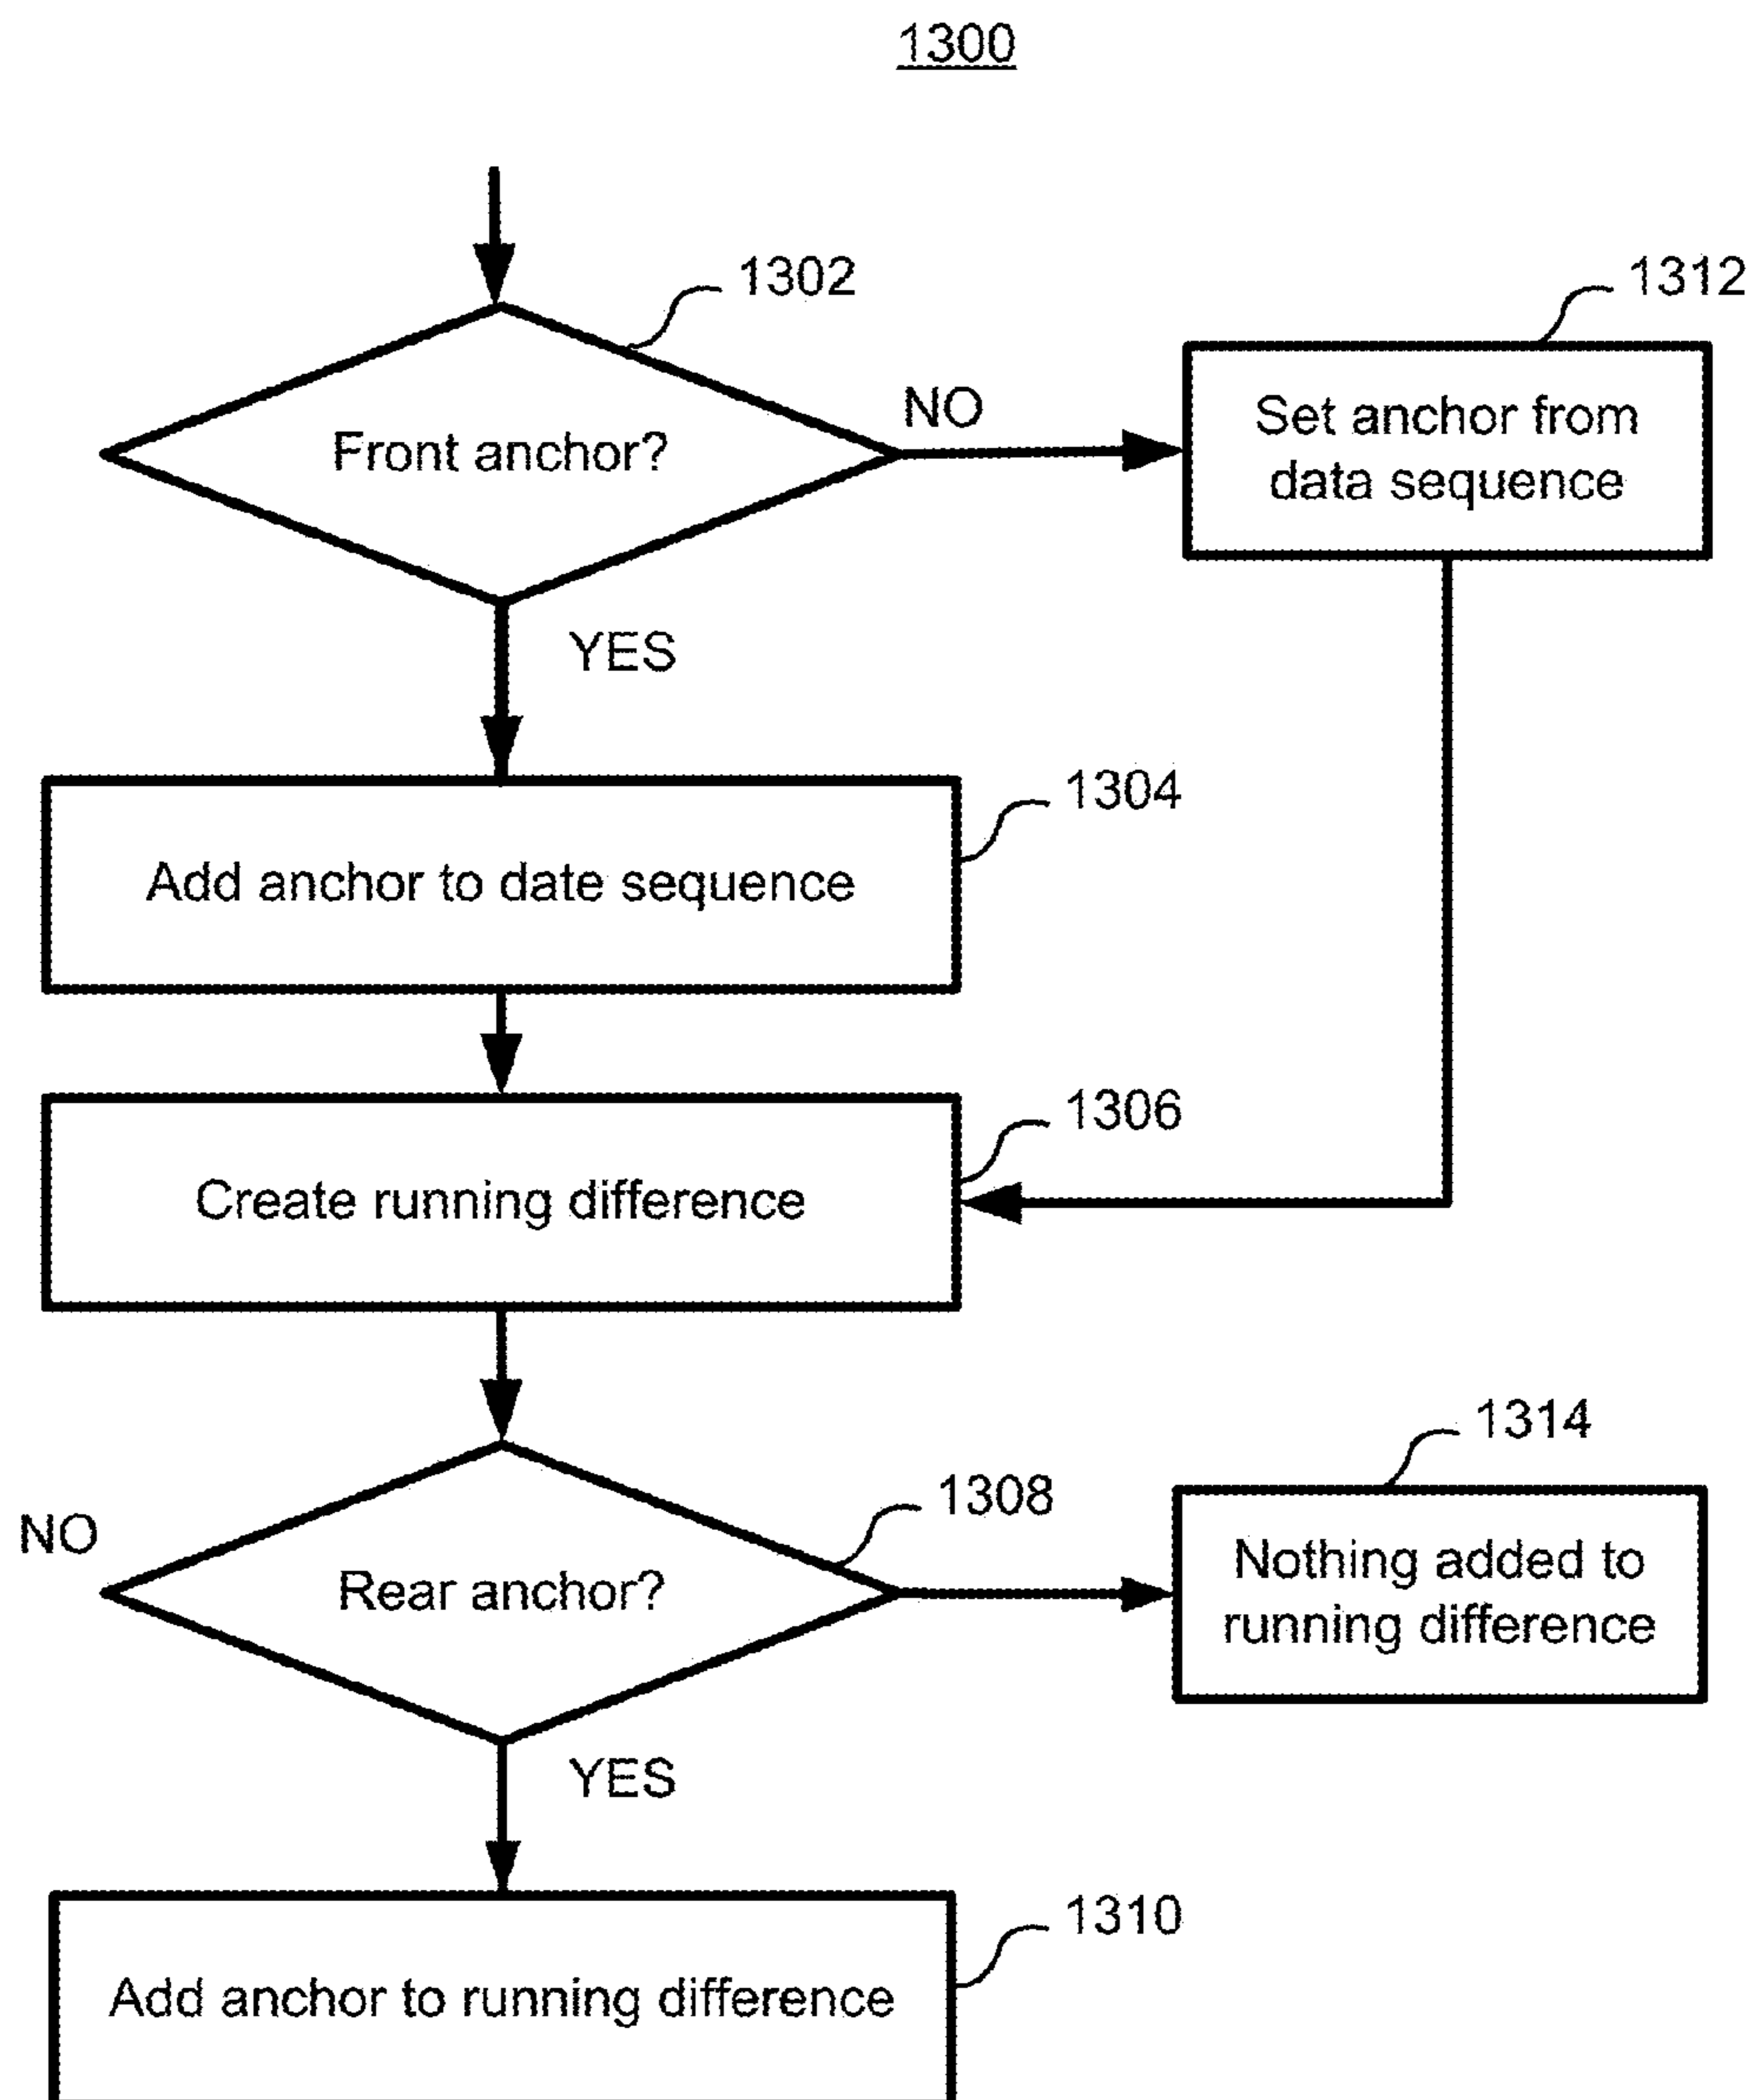 1300
1302
1312
Front anchor?
NO
Set anchor from
data sequence
YES
1304
Add anchor to date sequence
1306
Create running difference
1314
1308
NO
Rear anchor?
Nothing added to
running difference
YES
1310
Add anchor to running difference